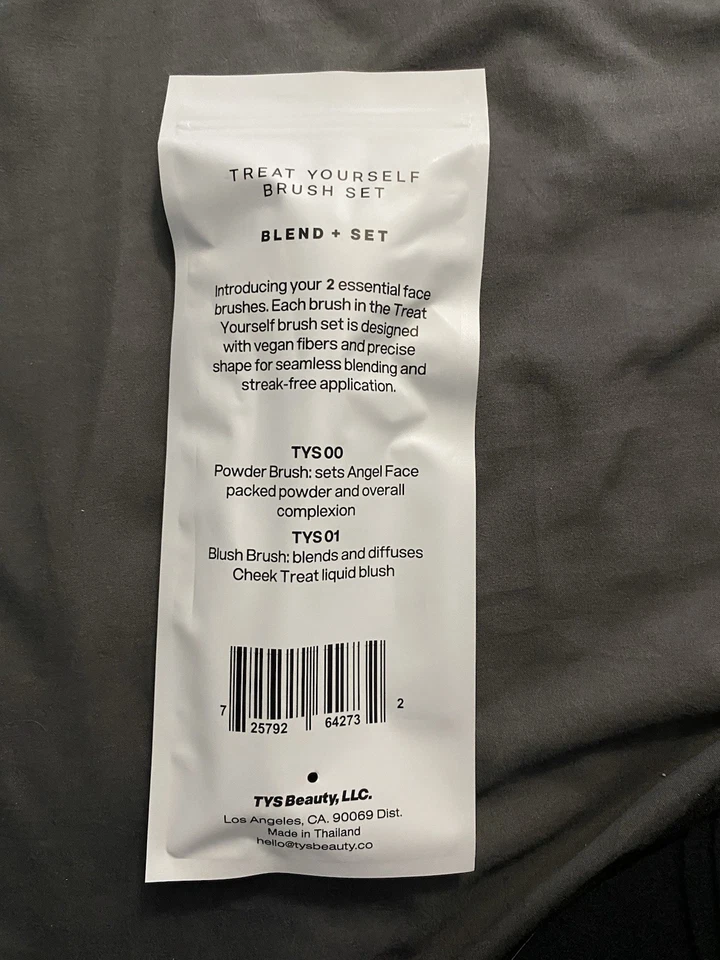 TREAT YOURSELF
BRUSH SET
BLEND + SET
Introducing your 2 essential face
brushes. Each brush in the Treat
Yourself brush set is designed
with vegan fibers and precise
shape for seamless blending and
streak-free application.
TYS 00
Powder Brush: sets Angel Face
packed powder and overall
complexion
TYS 01
Blush Brush: blends and diffuses
Cheek Treat liquid blush
7 25792 64273 2
TYS Beauty, LLC.
Los Angeles, CA. 90069 Dist.
Made in Thailand
hello@tysbeauty.co